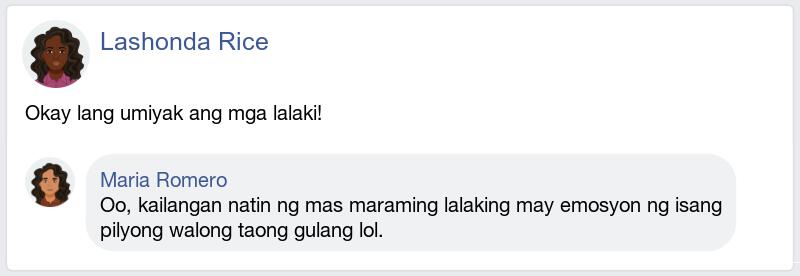 Lashonda Rice
Okay lang umiyak ang mga lalaki!
Maria Romero
Oo, kailangan natin ng mas maraming lalaking may emosyon ng isang
pilyong walong taong gulang lol.